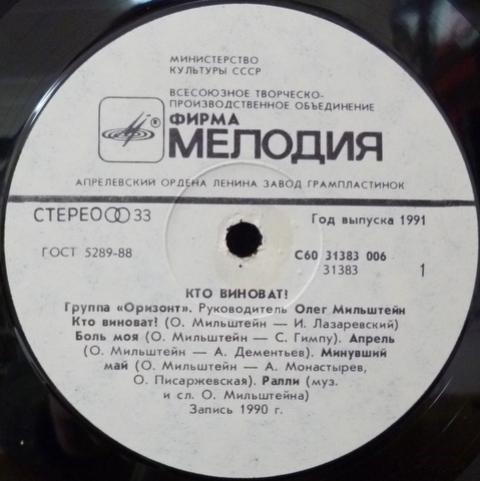 МИНИСТЕРСТВО
КУЛЬТУРЫ СССР
ВСЕСОЮЗНОЕ ТВОРЧЕСКО-
ПРОИЗВОДСТВЕННОЕ ОБЪЕДИНЕНИЕ
®
ФИРМА
МЕЛОДИЯ
АПРЕЛЕВСКИЙ ОРДЕНА ЛЕНИНА ЗАВОД ГРАМПЛАСТИНОК
СТЕРЕО 33
Год выпуска 1991
ГОСТ 5289-88
С60 31383 006
31383
1
КТО ВИНОВАТ!
Группа «Оризонт». Руководитель Олег Мильштейн
Кто виноват! (О. Мильштейн — И. Лазаревский)
Боль моя (О. Мильштейн — С. Гимпу). Апрель
(О. Мильштейн — А. Дементьев). Минувший
май (О. Мильштейн — А. Монастырев,
О. Писаржевская). Ралли (муз.
и сл. О. Мильштейна)
Запись 1990 г.